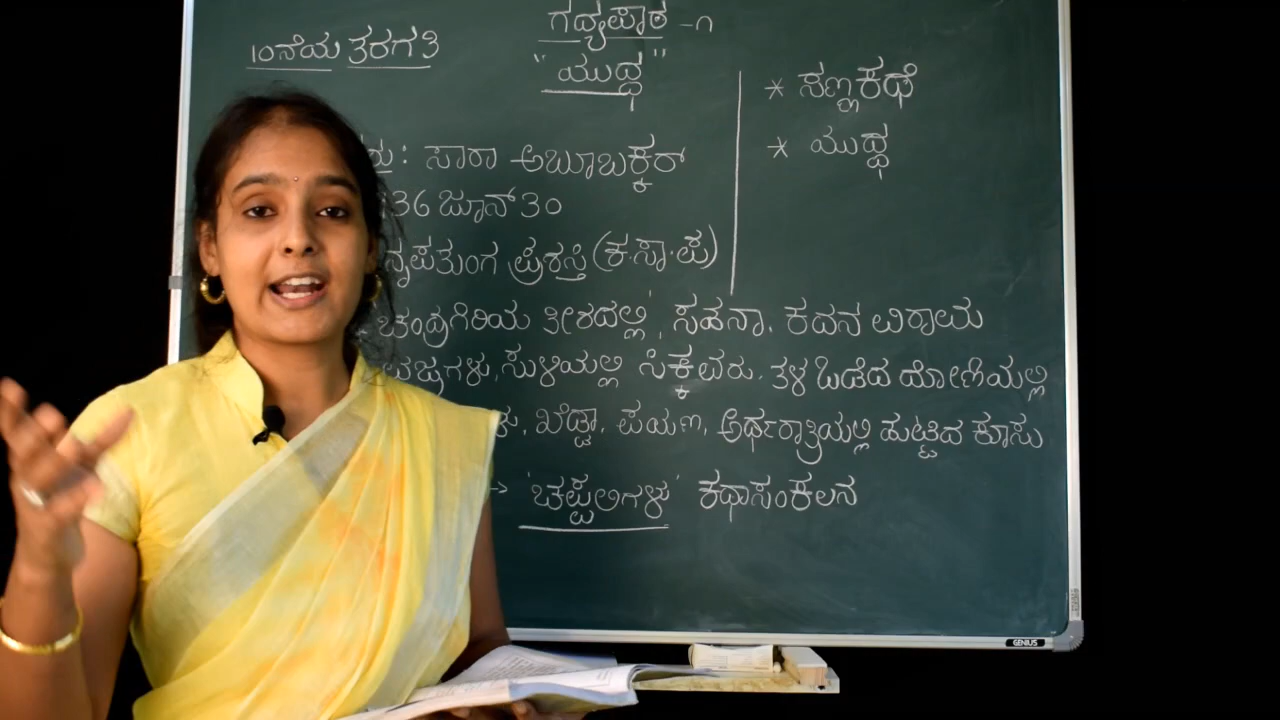 ೧೦ನೆಯ ತರಗತಿ
ಗದ್ಯಪಾಠ -೧
"ಯುದ್ಧ"
* ಸಣ್ಣಕಥೆ
* ಯುದ್ಧ
ರು: ಸಾರಾ ಅಬೂಬಕ್ಕರ್
36 ಜೂನ್ 30
ನೃಪತುಂಗ ಪ್ರಶಸ್ತಿ (ಕ.ಸಾ.ಪ)
ಚಂದ್ರಗಿರಿಯ ತೀರದಲ್ಲಿ, ಸಹನಾ, ಕದನ ವಿರಾಮ
ವಜ್ರಗಳು, ಸುಳಿಯಲ್ಲಿ ಸಿಕ್ಕವರು, ತಳ ಒಡೆದ ದೋಣಿಯಲ್ಲಿ
ಖೆಡ್ಡಾ, ಪಯಣ, ಅರ್ಧರಾತ್ರಿಯಲ್ಲಿ ಹುಟ್ಟಿದ ಕೂಸು
→ 'ಚಪ್ಪಲಿಗಳು' ಕಥಾಸಂಕಲನ
GENIUS